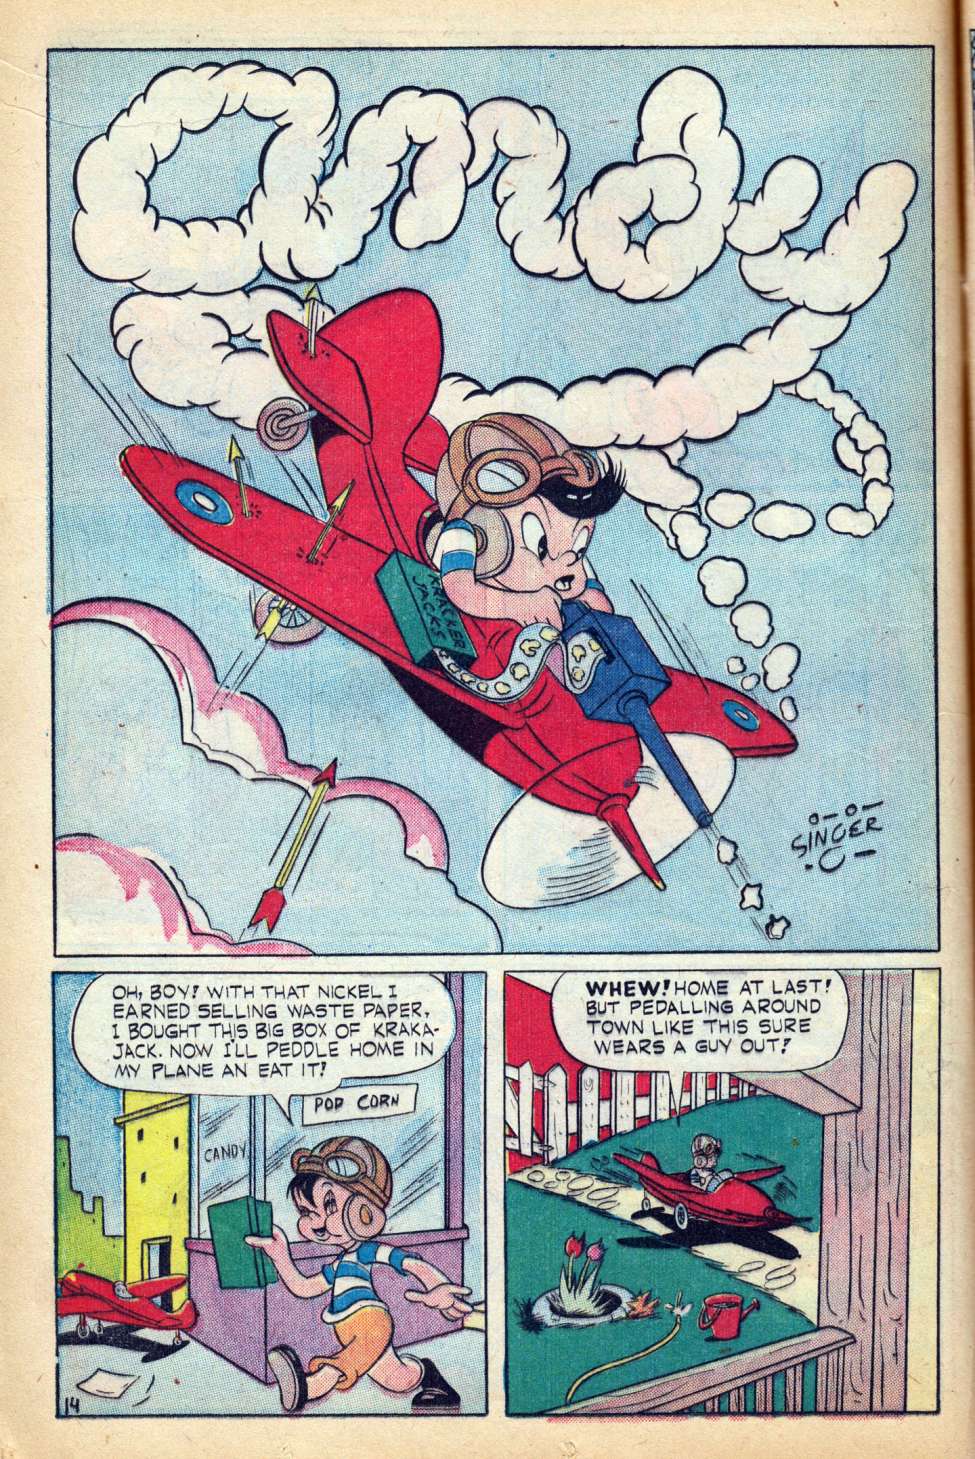 andy
KRACKER
JACKS
SINGER
OH, BOY! WITH THAT NICKEL I
EARNED SELLING WASTE PAPER,
I BOUGHT THIS BIG BOX OF KRAKA-
JACK. NOW I'LL PEDDLE HOME IN
MY PLANE AN EAT IT!
POP CORN
CANDY
14
WHEW! HOME AT LAST!
BUT PEDALLING AROUND
TOWN LIKE THIS SURE
WEARS A GUY OUT!